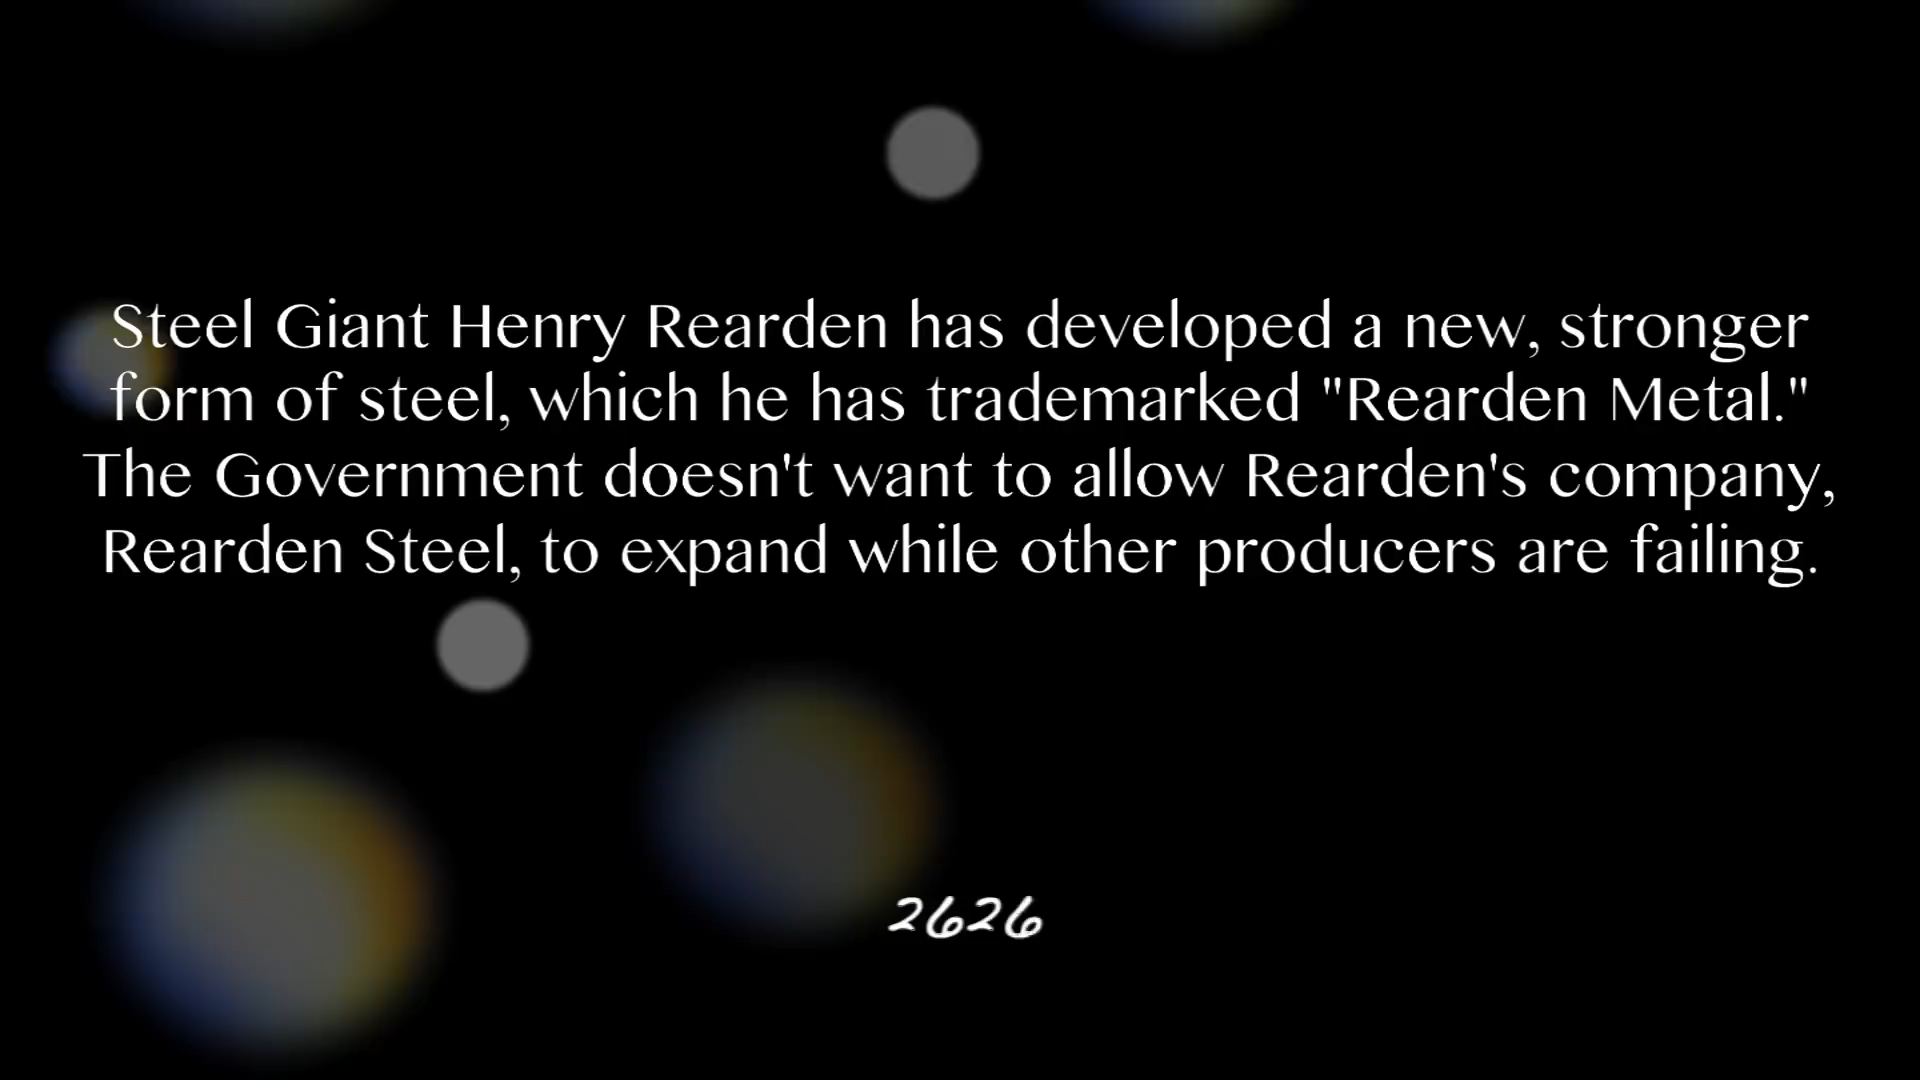 Steel Giant Henry Rearden has developed a new, stronger
form of steel, which he has trademarked "Rearden Metal."
The Government doesn't want to allow Rearden's company,
Rearden Steel, to expand while other producers are failing.
2626